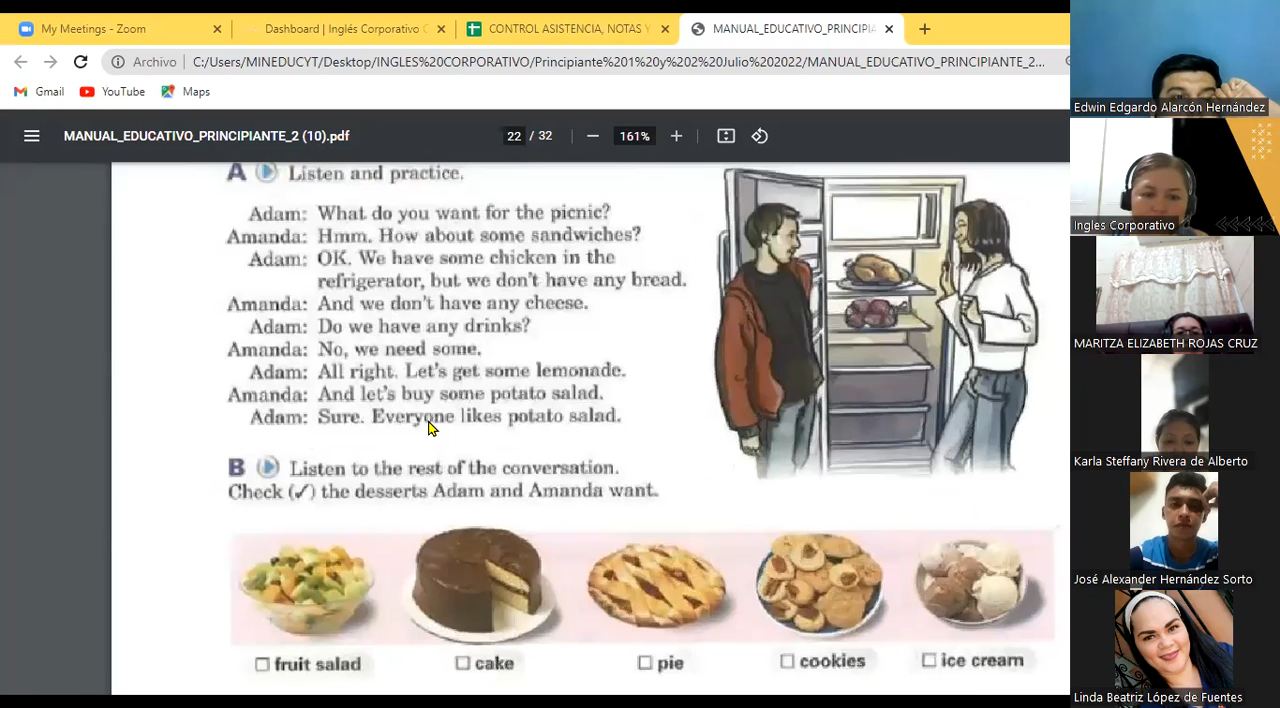 My Meetings - Zoom
Dashboard | Inglés Corporativo
CONTROL ASISTENCIA, NOTAS Y
MANUAL_EDUCATIVO_PRINCIPIA
Archivo
C:/Users/MINEDUCYT/Desktop/INGLES%20CORPORATIVO/Principiante%201%20y%202%20Julio%202022/MANUAL_EDUCATIVO_PRINCIPIANTE_2...
Gmail
YouTube
Maps
MANUAL_EDUCATIVO_PRINCIPIANTE_2 (10).pdf
22 / 32
161%
A Listen and practice.
Adam: What do you want for the picnic?
Amanda: Hmm. How about some sandwiches?
Adam: OK. We have some chicken in the
refrigerator, but we don't have any bread.
Amanda: And we don't have any cheese.
Adam: Do we have any drinks?
Amanda: No, we need some.
Adam: All right. Let's get some lemonade.
Amanda: And let's buy some potato salad.
Adam: Sure. Everyone likes potato salad.
B Listen to the rest of the conversation.
Check (✓) the desserts Adam and Amanda want.
fruit salad
cake
pie
cookies
ice cream
Edwin Edgardo Alarcón Hernández
Ingles Corporativo
MARITZA ELIZABETH ROJAS CRUZ
Karla Steffany Rivera de Alberto
José Alexander Hernández Sorto
Linda Beatriz López de Fuentes